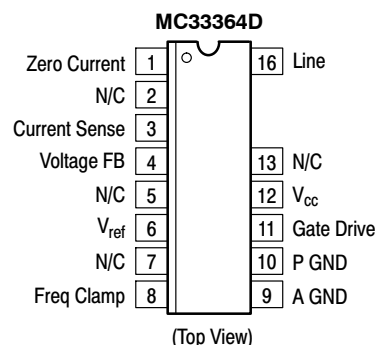 MC33364D
Zero Current 1 16 Line
N/C 2
Current Sense 3
Voltage FB 4 13 N/C
N/C 5 12 Vcc
Vref 6 11 Gate Drive
N/C 7 10 P GND
Freq Clamp 8 9 A GND
(Top View)